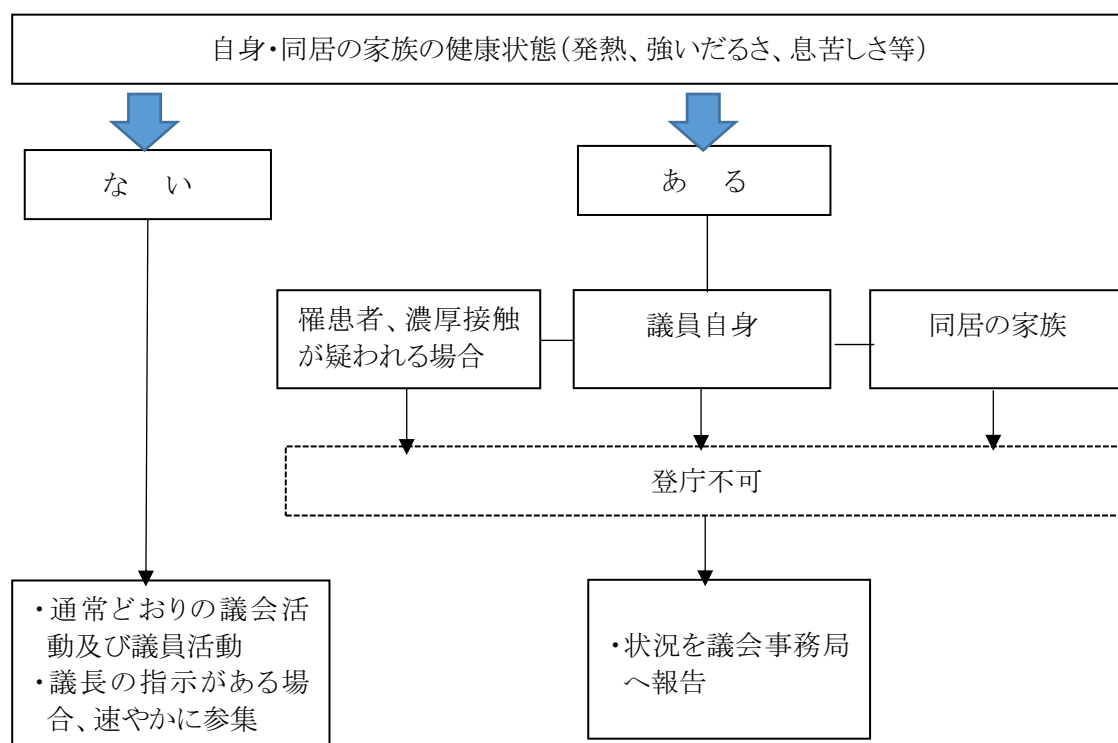 自身・同居の家族の健康状態（発熱、強いだるさ、息苦しさ等）
な い
あ る
罹患者、濃厚接触
が疑われる場合
議員自身
同居の家族
登庁不可
・通常どおりの議会活
動及び議員活動
・議長の指示がある場
合、速やかに参集
・状況を議会事務局
へ報告